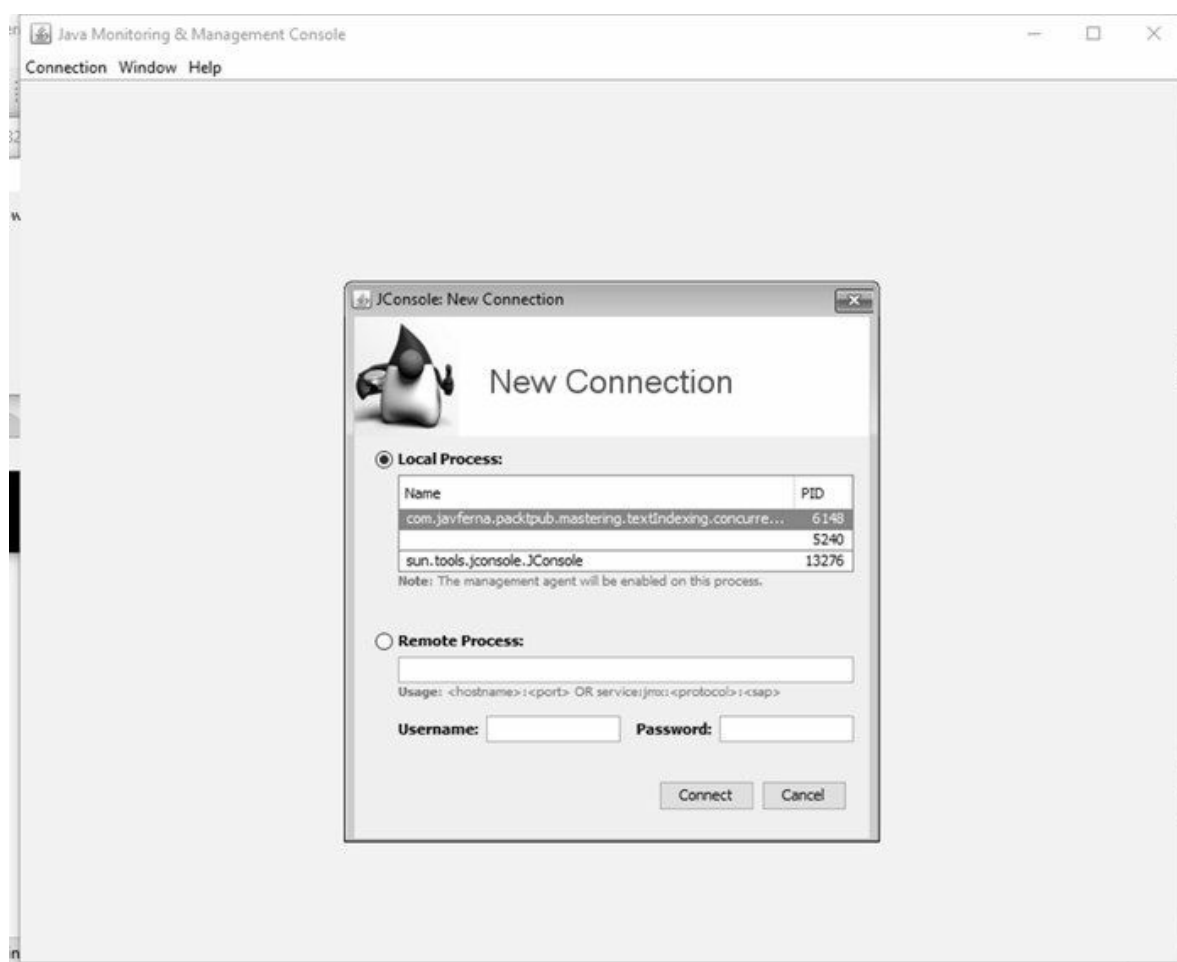 Java Monitoring & Management Console
Connection Window Help
JConsole: New Connection
New Connection
Local Process:
Name PID
com.javferna.packtpub.mastering.textIndexing.concurre... 6148
5240
sun.tools.jconsole.JConsole 13276
Note: The management agent will be enabled on this process.
Remote Process:
Usage: <hostname>:<port> OR service:jmx:<protocol>:<sap>
Username: Password:
Connect Cancel